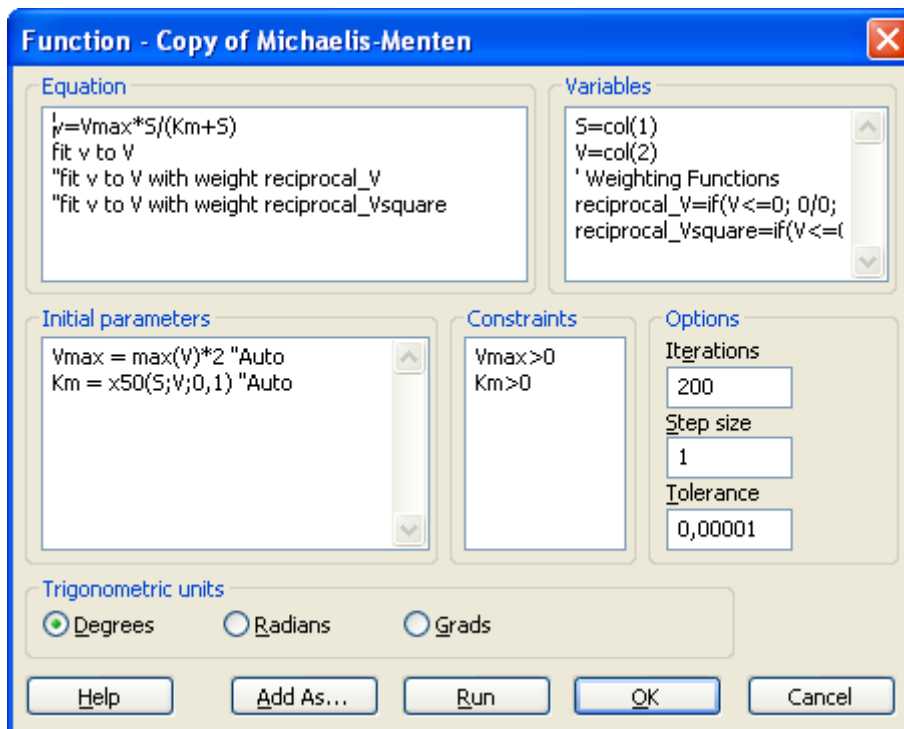 Function - Copy of Michaelis-Menten
Equation
v=Vmax*S/(Km+S)
fit v to V
"fit v to V with weight reciprocal_V
"fit v to V with weight reciprocal_Vsquare
Variables
S=col(1)
V=col(2)
' Weighting Functions
reciprocal_V=if(V<=0; 0/0;
reciprocal_Vsquare=if(V<=(
Initial parameters
Vmax = max(V)*2 "Auto
Km = x50(S;V;0,1) "Auto
Constraints
Vmax>0
Km>0
Options
Iterations
200
Step size
1
Tolerance
0,00001
Trigonometric units
Degrees
Radians
Grads
Help
Add As...
Run
OK
Cancel